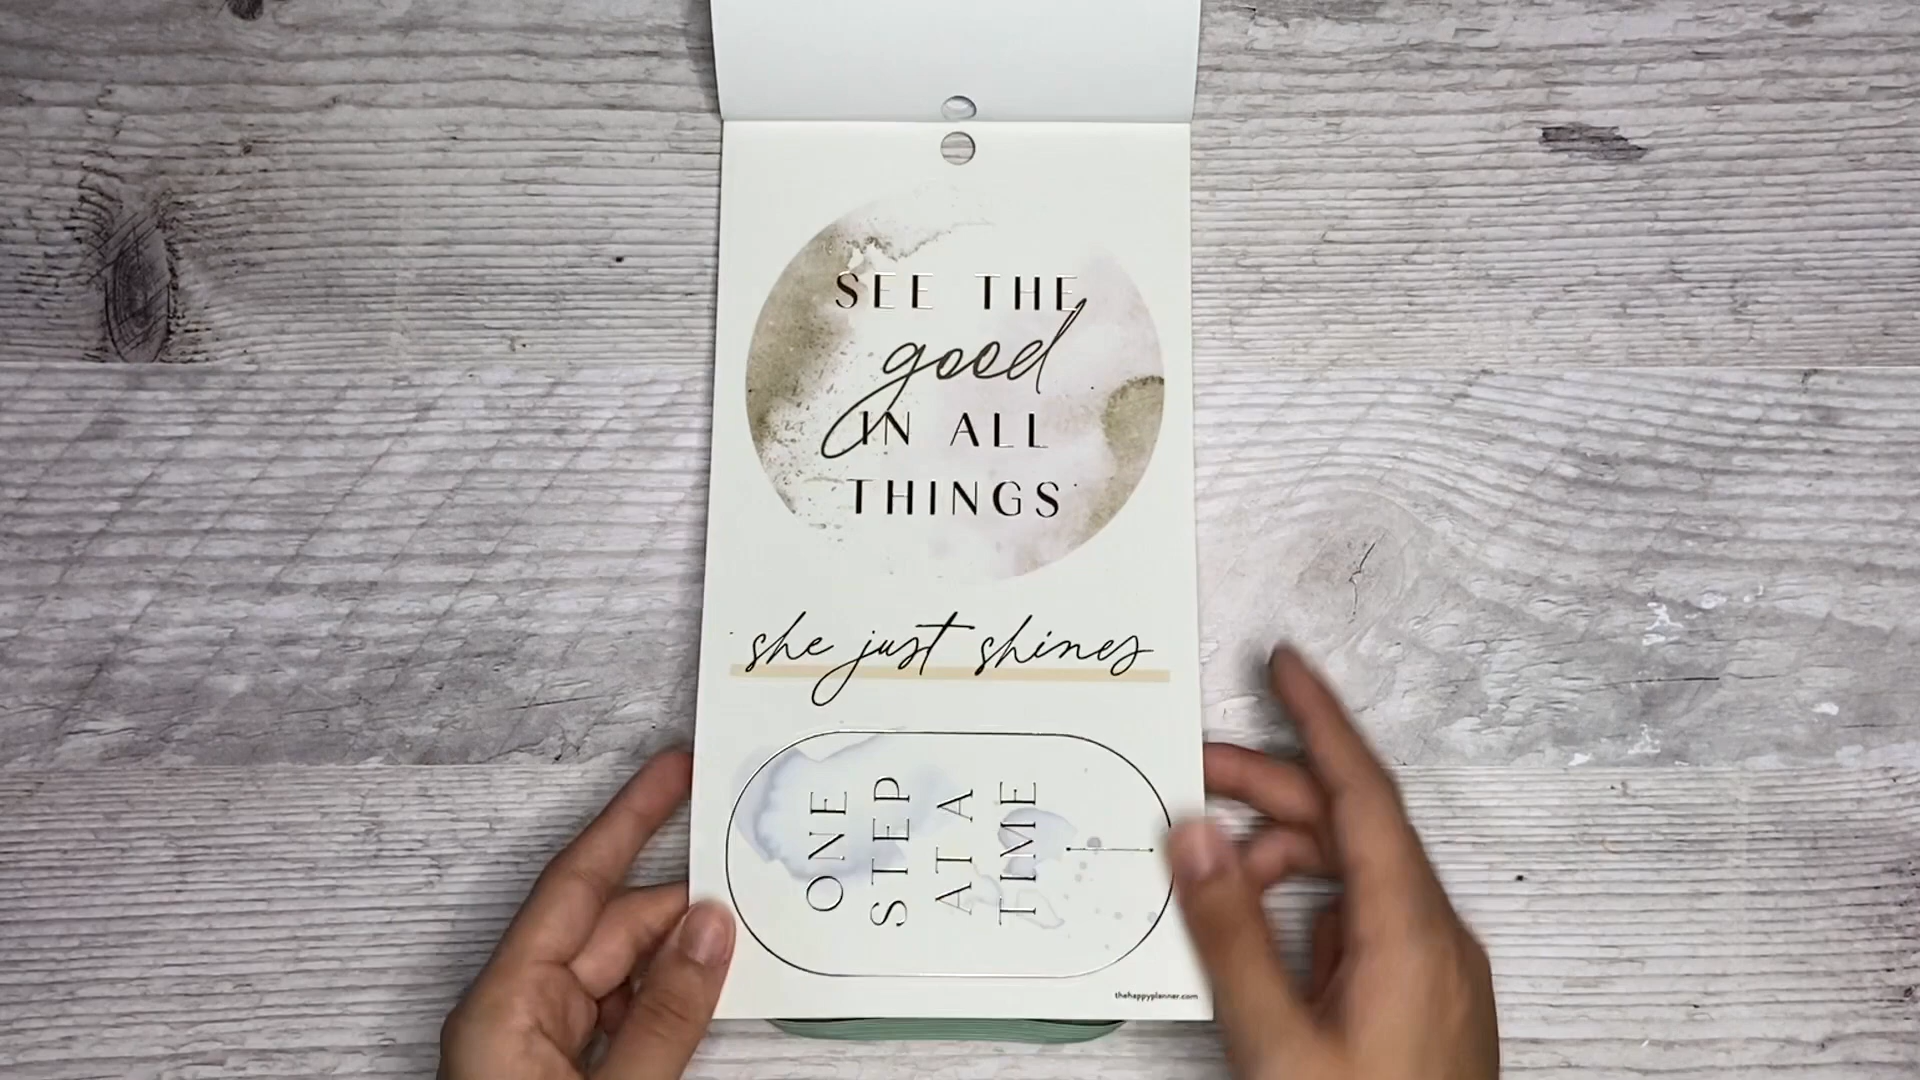 SEE THE
good
IN ALL
THINGS
she just shines
ONE
STEP
AT A
TIME
thehappyplanner.com